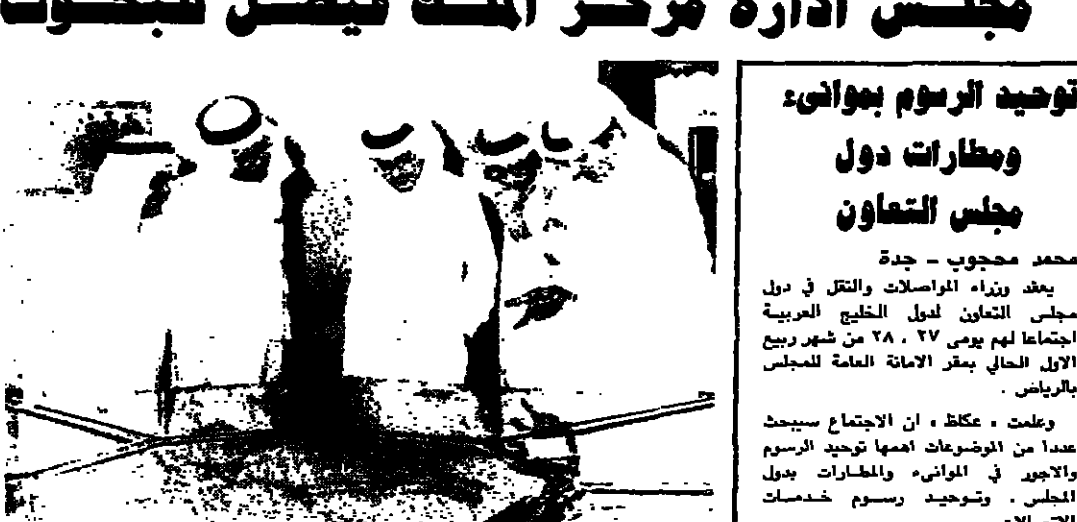 مجلس ادارة مركز الملك فيصل للبحوث
توحيد الرسوم بموانىء
ومطارات دول
مجلس التعاون
محمد محجوب - جدة
يعقد وزراء المواصلات والنقل في دول
مجلس التعاون لدول الخليج العربية
اجتماعا لهم يومى ٢٧ ، ٢٨ من شهر ربيع
الاول الحالي بمقر الامانة العامة للمجلس
بالرياض .
وعلمت « عكاظ » ان الاجتماع سيبحث
عددا من الموضوعات اهمها توحيد الرسوم
والاجور في الموانىء والمطارات بدول
المجلس . وتوحيد رسوم خدمات